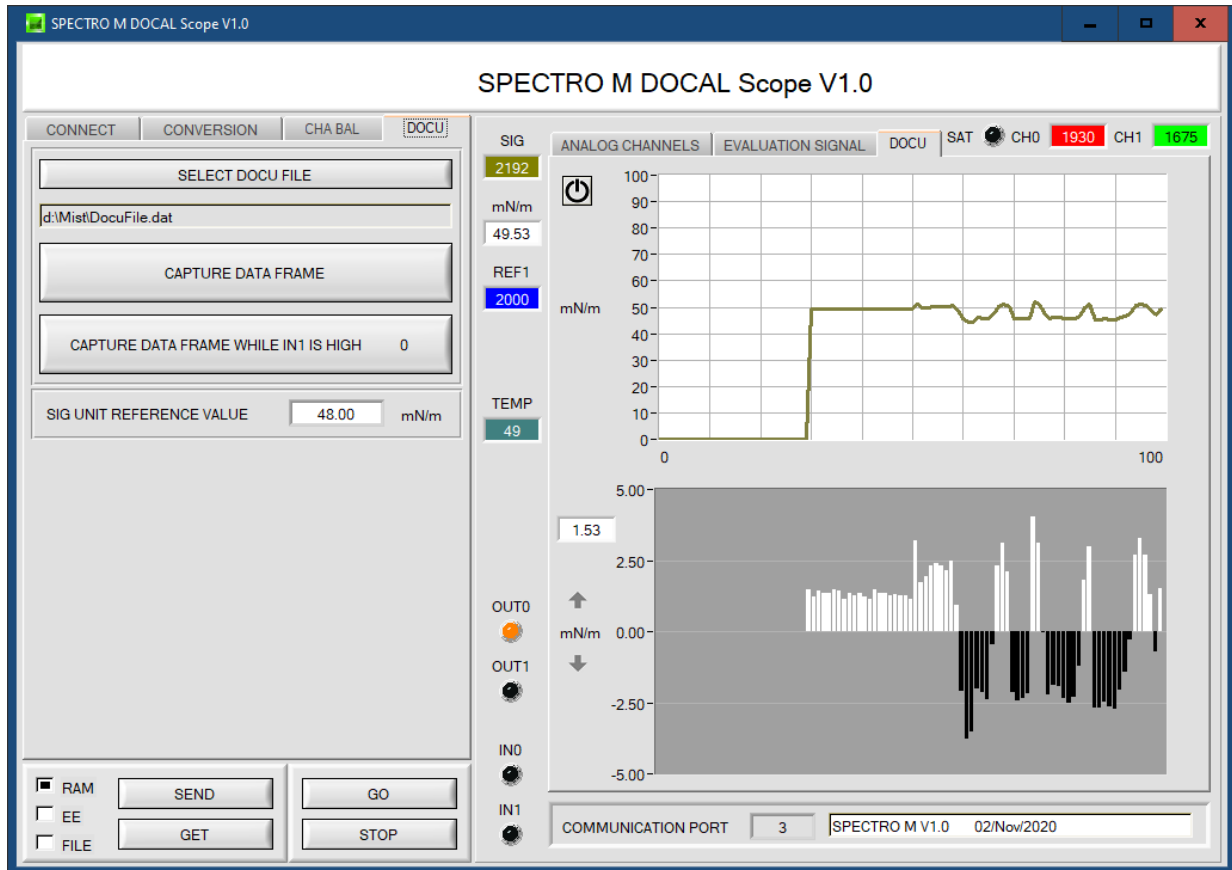 SPECTRO M DOCAL Scope V1.0
SPECTRO M DOCAL Scope V1.0
CONNECT CONVERSION CHA BAL DOCU
SELECT DOCU FILE
d:\Mist\DocuFile.dat
CAPTURE DATA FRAME
CAPTURE DATA FRAME WHILE IN1 IS HIGH 0
SIG UNIT REFERENCE VALUE 48.00 mN/m
RAM
EE
FILE
SEND
GET
GO
STOP
SIG
2192
mN/m
49.53
REF1
2000
TEMP
49
OUT0
OUT1
IN0
IN1
ANALOG CHANNELS EVALUATION SIGNAL DOCU SAT CH0 1930 CH1 1675
100
90
80
70
60
mN/m 50
40
30
20
10
0
0 100
5.00
1.53
2.50
mN/m 0.00
-2.50
-5.00
COMMUNICATION PORT 3 SPECTRO M V1.0 02/Nov/2020